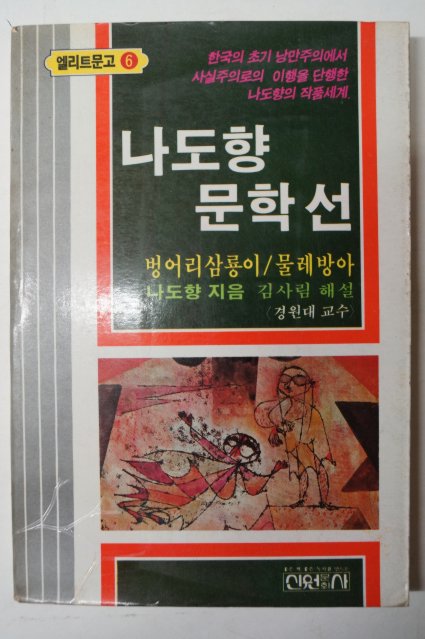 엘리트문고 6
한국의 초기 낭만주의에서
사실주의로의 이행을 단행한
나도향의 작품세계.
나도향
문학선
벙어리삼룡이/물레방아
나도향 지음 김사림 해설
〈경원대 교수〉
신원문화사